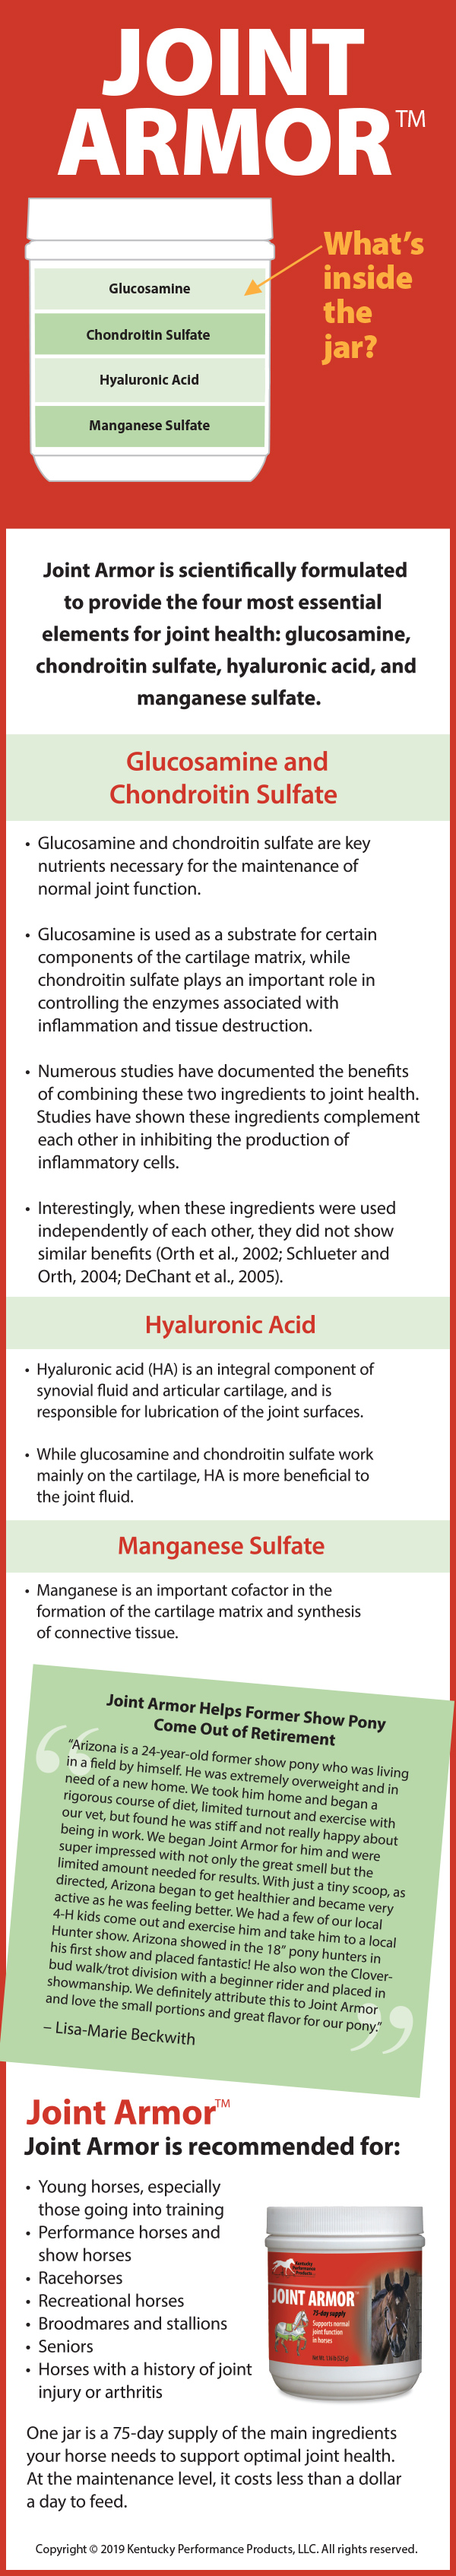 JOINT
ARMOR™
What's
inside
the
jar?
Glucosamine
Chondroitin Sulfate
Hyaluronic Acid
Manganese Sulfate
Joint Armor is scientifically formulated
to provide the four most essential
elements for joint health: glucosamine,
chondroitin sulfate, hyaluronic acid, and
manganese sulfate.
Glucosamine and
Chondroitin Sulfate
• Glucosamine and chondroitin sulfate are key
nutrients necessary for the maintenance of
normal joint function.
• Glucosamine is used as a substrate for certain
components of the cartilage matrix, while
chondroitin sulfate plays an important role in
controlling the enzymes associated with
inflammation and tissue destruction.
• Numerous studies have documented the benefits
of combining these two ingredients to joint health.
Studies have shown these ingredients complement
each other in inhibiting the production of
inflammatory cells.
• Interestingly, when these ingredients were used
independently of each other, they did not show
similar benefits (Orth et al., 2002; Schlueter and
Orth, 2004; DeChant et al., 2005).
Hyaluronic Acid
• Hyaluronic acid (HA) is an integral component of
synovial fluid and articular cartilage, and is
responsible for lubrication of the joint surfaces.
• While glucosamine and chondroitin sulfate work
mainly on the cartilage, HA is more beneficial to
the joint fluid.
Manganese Sulfate
• Manganese is an important cofactor in the
formation of the cartilage matrix and synthesis
of connective tissue.
Joint Armor Helps Former Show Pony
Come Out of Retirement
“Arizona is a 24-year-old former show pony who was living
in a field by himself. He was extremely overweight and in
need of a new home. We took him home and began a
rigorous course of diet, limited turnout and exercise with
our vet, but found he was stiff and not really happy about
being in work. We began Joint Armor for him and were
super impressed with not only the great smell but the
limited amount needed for results. With just a tiny scoop, as
directed, Arizona began to get healthier and became very
active as he was feeling better. We had a few of our local
4-H kids come out and exercise him and take him to a local
Hunter show. Arizona showed in the 18” pony hunters in
his first show and placed fantastic! He also won the Clover-
bud walk/trot division with a beginner rider and placed in
showmanship. We definitely attribute this to Joint Armor
and love the small portions and great flavor for our pony.”
– Lisa-Marie Beckwith
Joint Armor™
Joint Armor is recommended for:
• Young horses, especially
those going into training
• Performance horses and
show horses
• Racehorses
• Recreational horses
• Broodmares and stallions
• Seniors
• Horses with a history of joint
injury or arthritis
Kentucky
Performance
Products
JOINT ARMOR™
75-day supply
Supports normal
joint function
in horses
One jar is a 75-day supply of the main ingredients
your horse needs to support optimal joint health.
At the maintenance level, it costs less than a dollar
a day to feed.
Copyright © 2019 Kentucky Performance Products, LLC. All rights reserved.